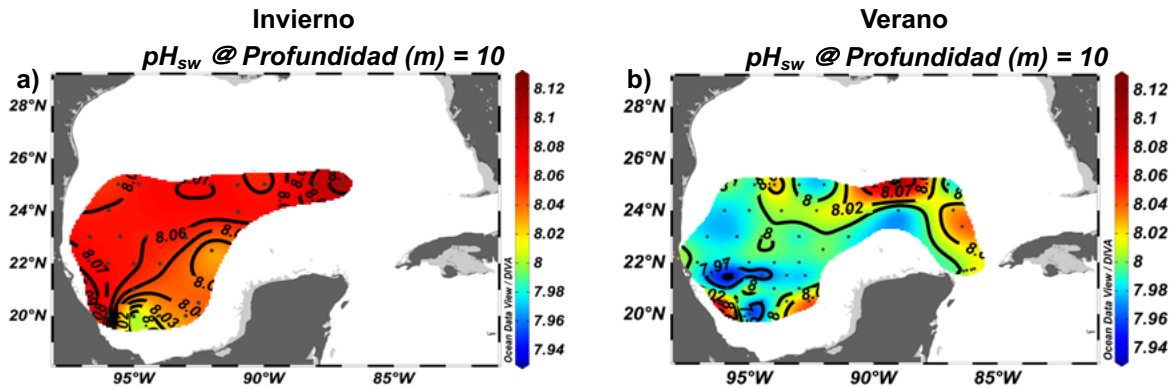 Invierno
Verano
a)
pH_sw @ Profundidad (m) = 10
28°N
26°N
24°N
22°N
20°N
95°W
90°W
85°W
8.06
8.07
8.03
8.12
8.1
8.08
8.06
8.04
8.02
8
7.98
7.96
7.94
Ocean Data View / DIVA
b)
pH_sw @ Profundidad (m) = 10
28°N
26°N
24°N
22°N
20°N
95°W
90°W
85°W
8.07
8.02
7.97
8.12
8.1
8.08
8.06
8.04
8.02
8
7.98
7.96
7.94
Ocean Data View / DIVA